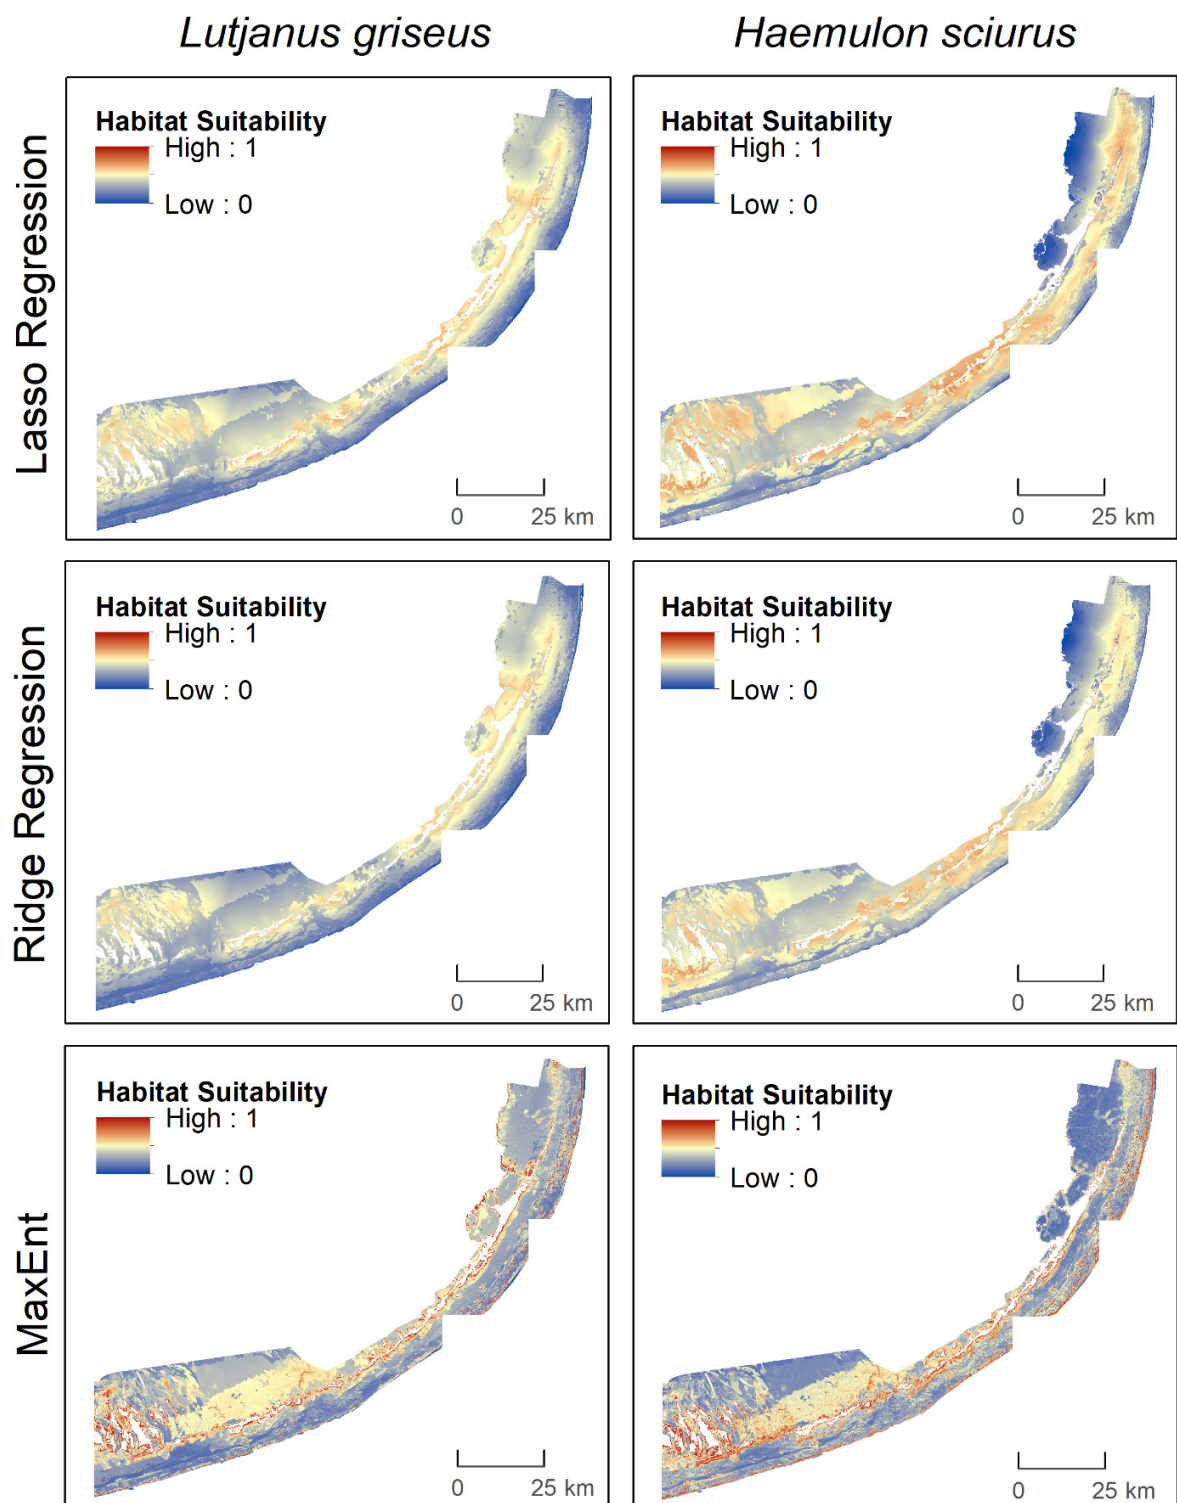 Lutjanus griseus
Haemulon sciurus
Lasso Regression
Habitat Suitability
High : 1
Low : 0
0 25 km
Habitat Suitability
High : 1
Low : 0
0 25 km
Ridge Regression
Habitat Suitability
High : 1
Low : 0
0 25 km
Habitat Suitability
High : 1
Low : 0
0 25 km
MaxEnt
Habitat Suitability
High : 1
Low : 0
0 25 km
Habitat Suitability
High : 1
Low : 0
0 25 km